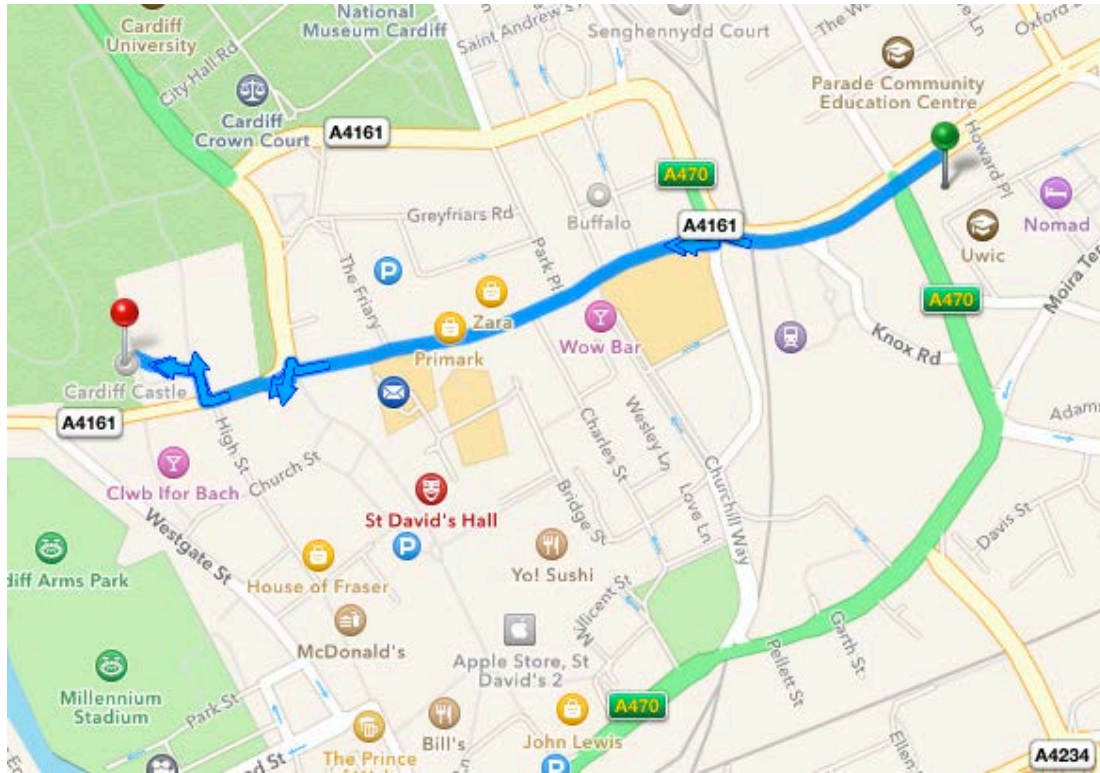 Cardiff
University
National
Museum Cardiff
City Hall Rd
Saint Andrew's
Senghennydd Court
The W
Ln
Oxford
Parade Community
Education Centre
Cardiff
Crown Court
A4161
A470
Howard Pl
Buffalo
Greyfriars Rd
A4161
Nomad
Uwic
Park Pl
The Friary
P
Zara
Primark
Wow Bar
A470
Moira Ter
Knox Rd
Cardiff Castle
A4161
High St
Church St
Clwb Ifor Bach
Charles St
Wesley Ln
Adams
Love Ln
Churchill Way
Westgate St
St David's Hall
Bridge St
Davis St
P
diff Arms Park
House of Fraser
Yo! Sushi
Millicent St
McDonald's
Apple Store, St
David's 2
Garth St
Pellett St
Millennium
Stadium
Park St
A470
Bill's
John Lewis
The Prince
P
Ellen
A4234